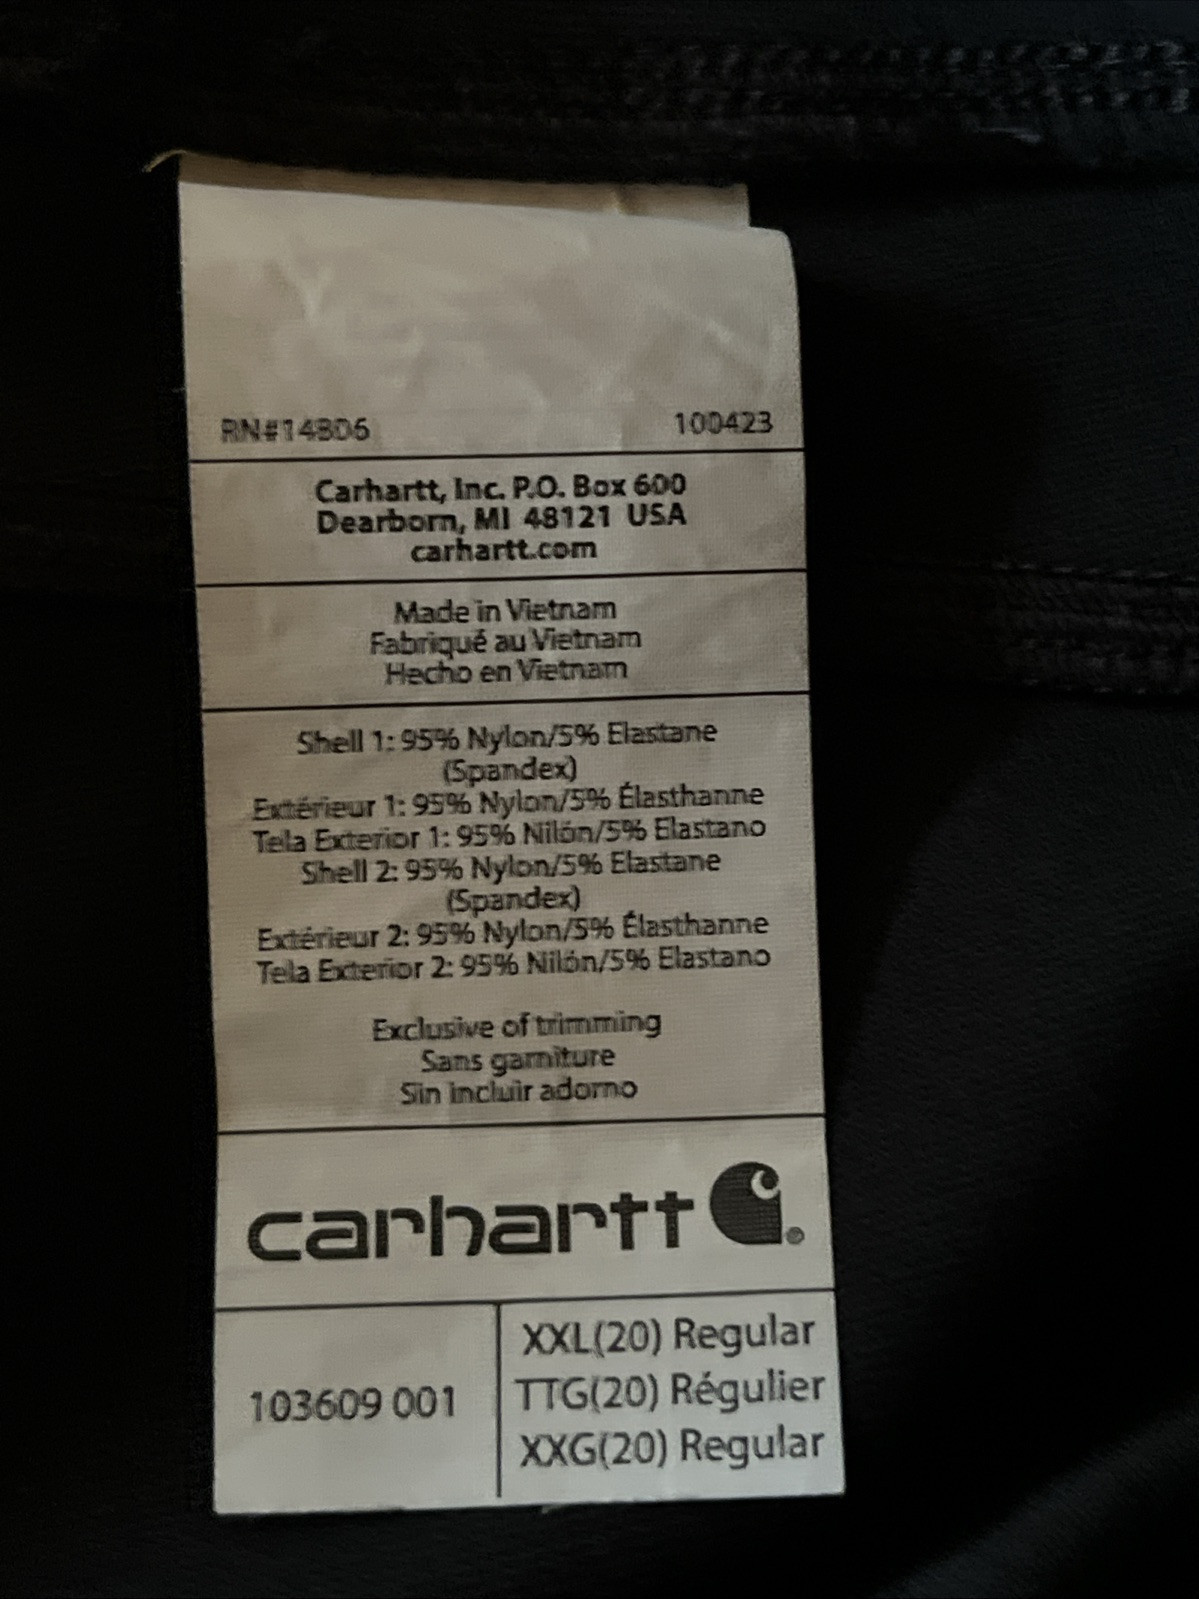 RN#14806 100423
Carhartt, Inc. P.O. Box 600
Dearborn, MI 48121 USA
carhartt.com
Made in Vietnam
Fabriqué au Vietnam
Hecho en Vietnam
Shell 1: 95% Nylon/5% Elastane
(Spandex)
Extérieur 1: 95% Nylon/5% Élasthanne
Tela Exterior 1: 95% Nilón/5% Elastano
Shell 2: 95% Nylon/5% Elastane
(Spandex)
Extérieur 2: 95% Nylon/5% Élasthanne
Tela Exterior 2: 95% Nilón/5% Elastano
Exclusive of trimming
Sans garniture
Sin incluir adorno
carhartt ®
103609 001
XXL(20) Regular
TTG(20) Régulier
XXG(20) Regular